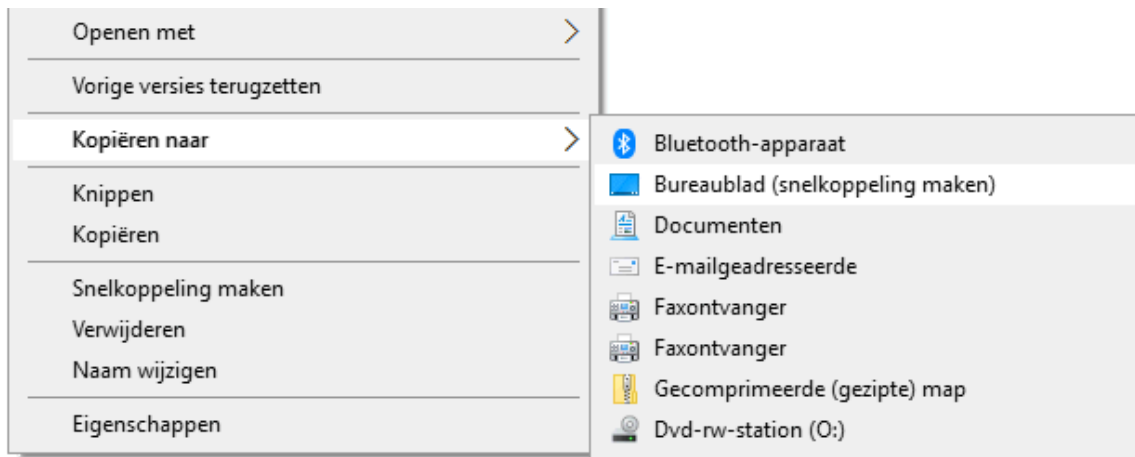 Openen met
Vorige versies terugzetten
Kopiëren naar
Knippen
Kopiëren
Snelkoppeling maken
Verwijderen
Naam wijzigen
Eigenschappen
Bluetooth-apparaat
Bureaublad (snelkoppeling maken)
Documenten
E-mailgeadresseerde
Faxontvanger
Faxontvanger
Gecomprimeerde (gezipte) map
Dvd-rw-station (O:)